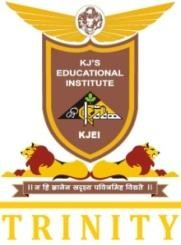 KJ'S
EDUCATIONAL
INSTITUTE
KJEI
॥ न हि ज्ञानेन सदृश्यं पवित्रमिह विद्यते ॥
TRINITY